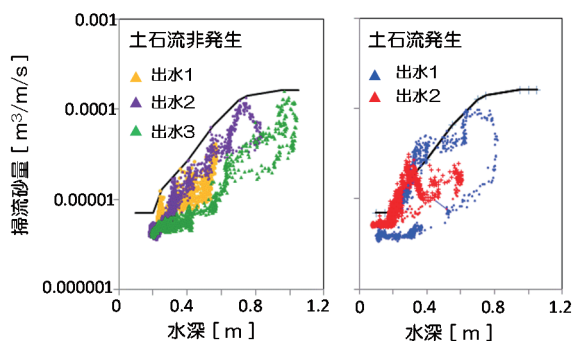 0.001
0.0001
0.00001
0.000001
掃流砂量 [m³/m/s]
土石流非発生
出水1
出水2
出水3
0 0.4 0.8 1.2
水深 [ m ]
土石流発生
出水1
出水2
0 0.4 0.8 1.2
水深 [ m ]